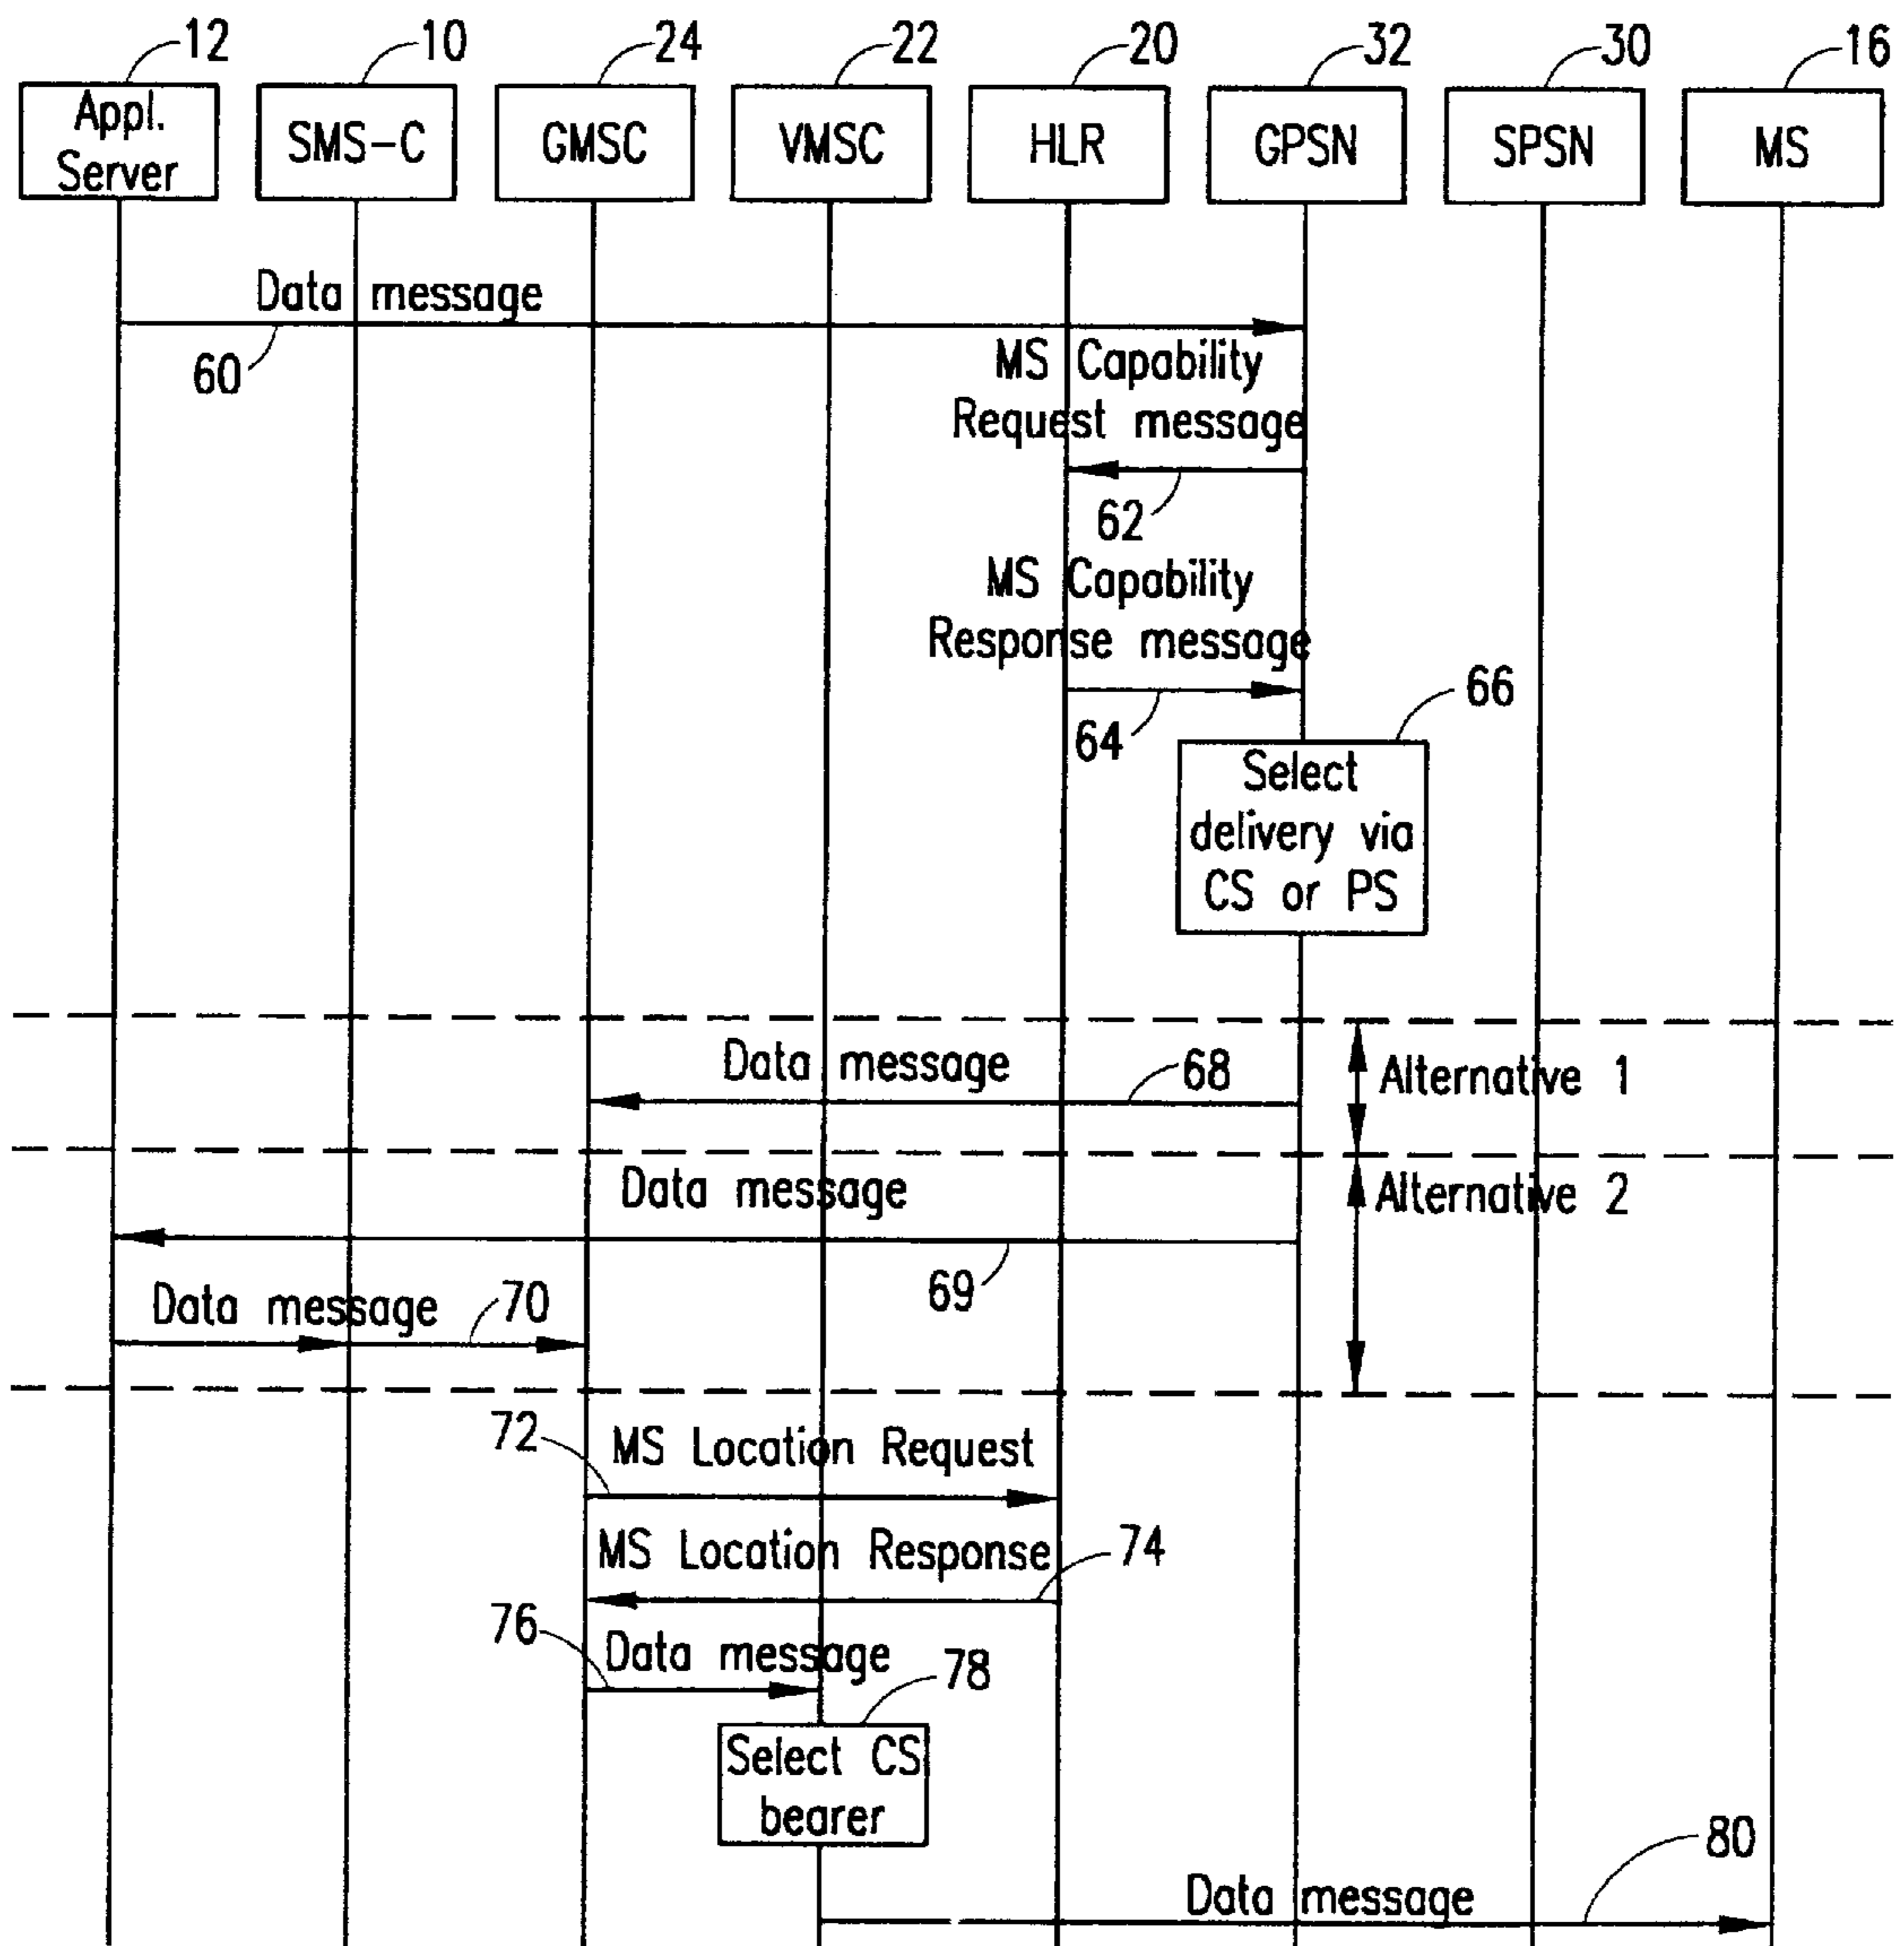 12
10
24
22
20
32
30
16
Appl.
Server
SMS-C
GMSC
VMSC
HLR
GPSN
SPSN
MS
Data message
60
MS Capability
Request message
62
MS Capability
Response message
64
66
Select
delivery via
CS or PS
Data message
68
Alternative 1
Data message
Alternative 2
69
Data message
70
72
MS Location Request
MS Location Response
74
76
Data message
78
Select CS
bearer
80
Data message